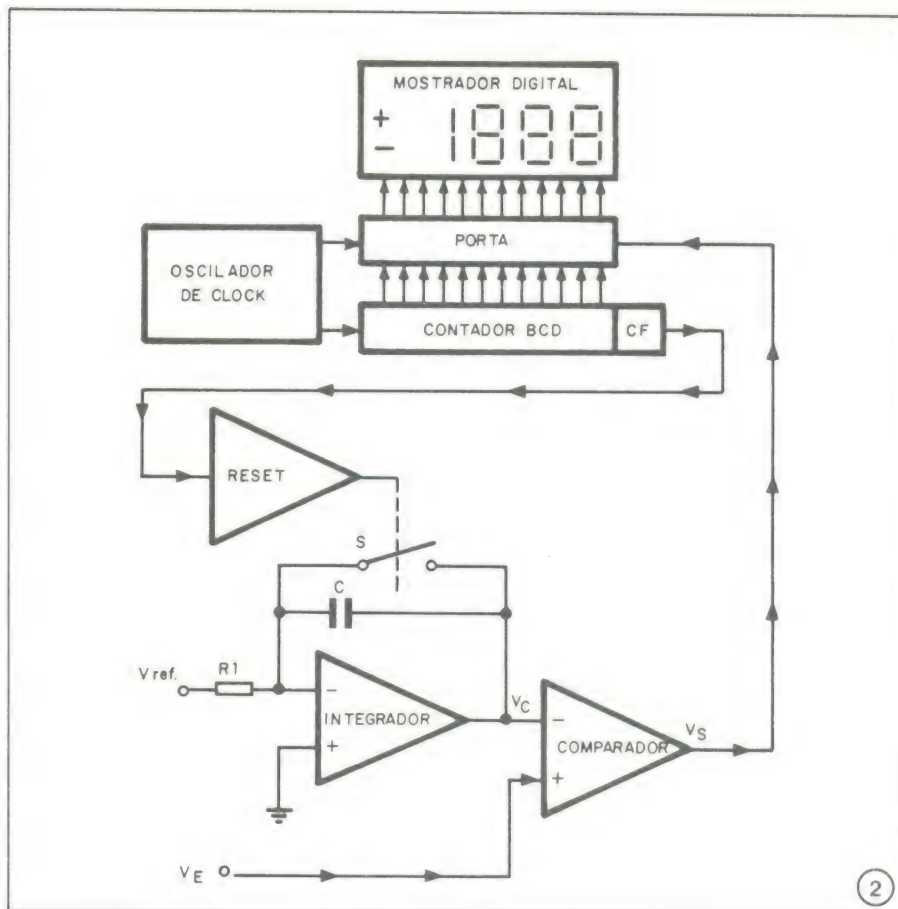 MOSTRADOR DIGITAL
+
- 1888
PORTA
OSCILADOR
DE CLOCK
CONTADOR BCD CF
RESET
S
C
Vref. R1
-
INTEGRADOR
+
VC
-
COMPARADOR
+
VS
VE
2